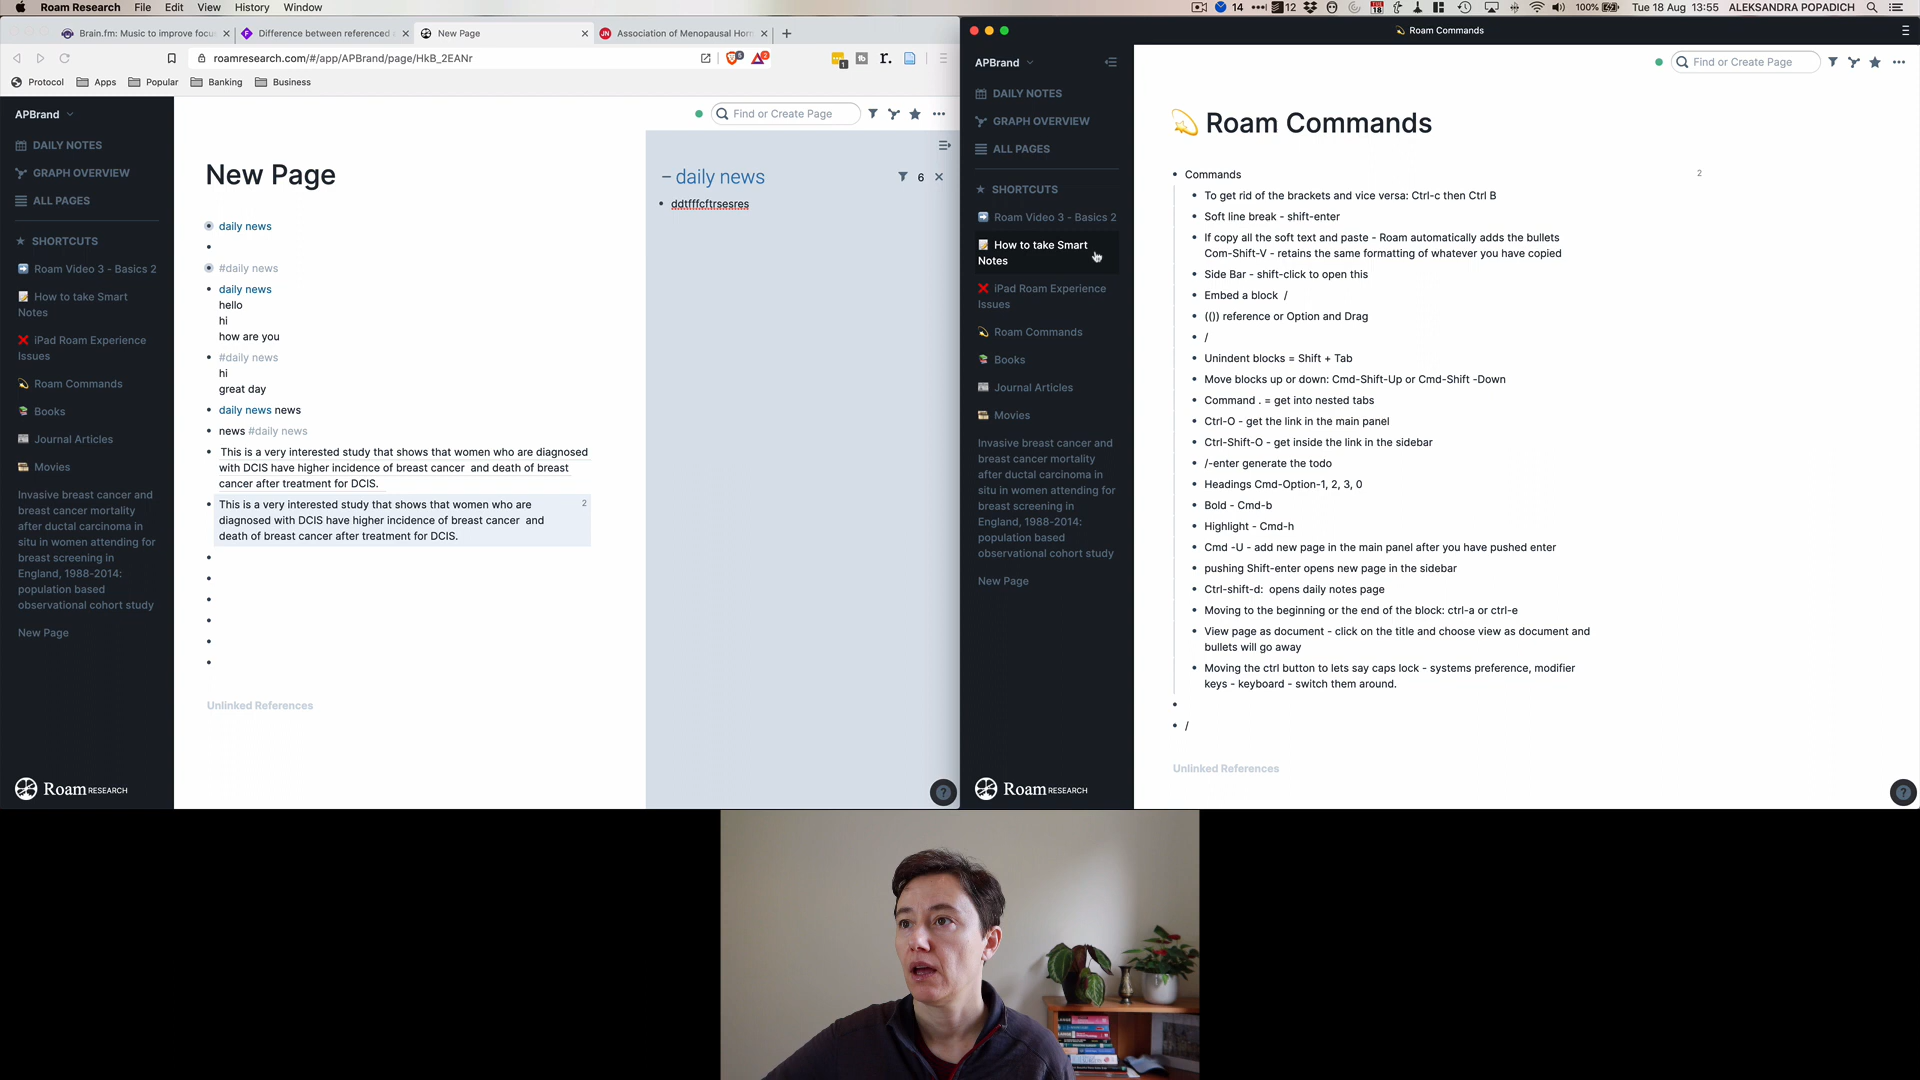 Roam Research File Edit View History Window
14 12 18 100% Tue 18 Aug 13:55 ALEKSANDRA POPADICH
Brain.fm: Music to improve focu
Difference between referenced
New Page
Association of Menopausal Hor
roamresearch.com/#/app/APBrand/page/HkB_2EANr
Protocol Apps Popular Banking Business
APBrand
DAILY NOTES
GRAPH OVERVIEW
ALL PAGES
SHORTCUTS
Roam Video 3 - Basics 2
How to take Smart
Notes
iPad Roam Experience
Issues
Roam Commands
Books
Journal Articles
Movies
Invasive breast cancer and
breast cancer mortality
after ductal carcinoma in
situ in women attending for
breast screening in
England, 1988-2014:
population based
observational cohort study
New Page
Roam RESEARCH
Find or Create Page
New Page
daily news
#daily news
daily news
hello
hi
how are you
#daily news
hi
great day
daily news news
news #daily news
This is a very interested study that shows that women who are diagnosed
with DCIS have higher incidence of breast cancer and death of breast
cancer after treatment for DCIS.
This is a very interested study that shows that women who are 2
diagnosed with DCIS have higher incidence of breast cancer and
death of breast cancer after treatment for DCIS.
Unlinked References
– daily news 6
ddtfffcftrsesres
Roam Commands
APBrand
DAILY NOTES
GRAPH OVERVIEW
ALL PAGES
SHORTCUTS
Roam Video 3 - Basics 2
How to take Smart
Notes
iPad Roam Experience
Issues
Roam Commands
Books
Journal Articles
Movies
Invasive breast cancer and
breast cancer mortality
after ductal carcinoma in
situ in women attending for
breast screening in
England, 1988-2014:
population based
observational cohort study
New Page
Roam RESEARCH
Find or Create Page
Roam Commands
Commands 2
To get rid of the brackets and vice versa: Ctrl-c then Ctrl B
Soft line break - shift-enter
If copy all the soft text and paste - Roam automatically adds the bullets
Com-Shift-V - retains the same formatting of whatever you have copied
Side Bar - shift-click to open this
Embed a block /
(()) reference or Option and Drag
/
Unindent blocks = Shift + Tab
Move blocks up or down: Cmd-Shift-Up or Cmd-Shift -Down
Command . = get into nested tabs
Ctrl-O - get the link in the main panel
Ctrl-Shift-O - get inside the link in the sidebar
/-enter generate the todo
Headings Cmd-Option-1, 2, 3, 0
Bold - Cmd-b
Highlight - Cmd-h
Cmd -U - add new page in the main panel after you have pushed enter
pushing Shift-enter opens new page in the sidebar
Ctrl-shift-d: opens daily notes page
Moving to the beginning or the end of the block: ctrl-a or ctrl-e
View page as document - click on the title and choose view as document and
bullets will go away
Moving the ctrl button to lets say caps lock - systems preference, modifier
keys - keyboard - switch them around.
/
Unlinked References